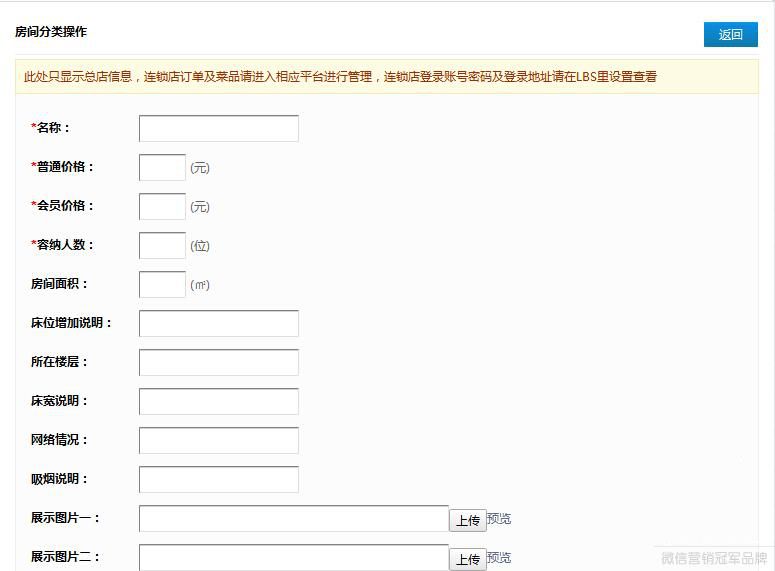 房间分类操作
返回
此处只显示总店信息，连锁店订单及菜品请进入相应平台进行管理，连锁店登录账号密码及登录地址请在LBS里设置查看
*名称：
*普通价格： (元)
*会员价格： (元)
*容纳人数： (位)
房间面积： (㎡)
床位增加说明：
所在楼层：
床宽说明：
网络情况：
吸烟说明：
展示图片一： 上传 预览
展示图片二： 上传 预览
微信营销冠军品牌